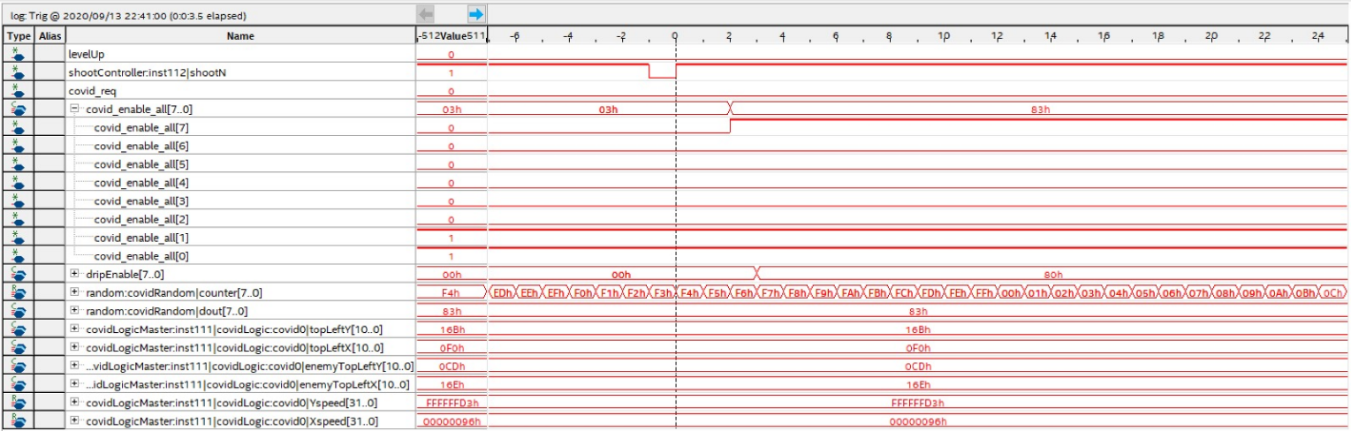 log: Trig @ 2020/09/13 22:41:00 (0:0:3.5 elapsed)
Type Alias Name -512Value511 -6 -4 -2 0 2 4 6 8 10 12 14 16 18 20 22 24
levelUp 0
shootController:inst112|shootN 1
covid_req 0
covid_enable_all[7..0] 03h 03h 83h
covid_enable_all[7] 0
covid_enable_all[6] 0
covid_enable_all[5] 0
covid_enable_all[4] 0
covid_enable_all[3] 0
covid_enable_all[2] 0
covid_enable_all[1] 1
covid_enable_all[0] 1
dripEnable[7..0] 00h 00h 80h
random:covidRandom|counter[7..0] F4h EDh EEh EFh F0h F1h F2h F3h F4h F5h F6h F7h F8h F9h FAh FBh FCh FDh FEh FFh 00h 01h 02h 03h 04h 05h 06h 07h 08h 09h 0Ah 0Bh 0Ch
random:covidRandom|dout[7..0] 83h 83h
covidLogicMaster:inst111|covidLogic:covid0|topLeftY[10..0] 16Bh 16Bh
covidLogicMaster:inst111|covidLogic:covid0|topLeftX[10..0] 0F0h 0F0h
...vidLogicMaster:inst111|covidLogic:covid0|enemyTopLeftY[10..0] 0CDh 0CDh
...idLogicMaster:inst111|covidLogic:covid0|enemyTopLeftX[10..0] 16Eh 16Eh
covidLogicMaster:inst111|covidLogic:covid0|Yspeed[31..0] FFFFFFD3h FFFFFFD3h
covidLogicMaster:inst111|covidLogic:covid0|Xspeed[31..0] 00000096h 00000096h